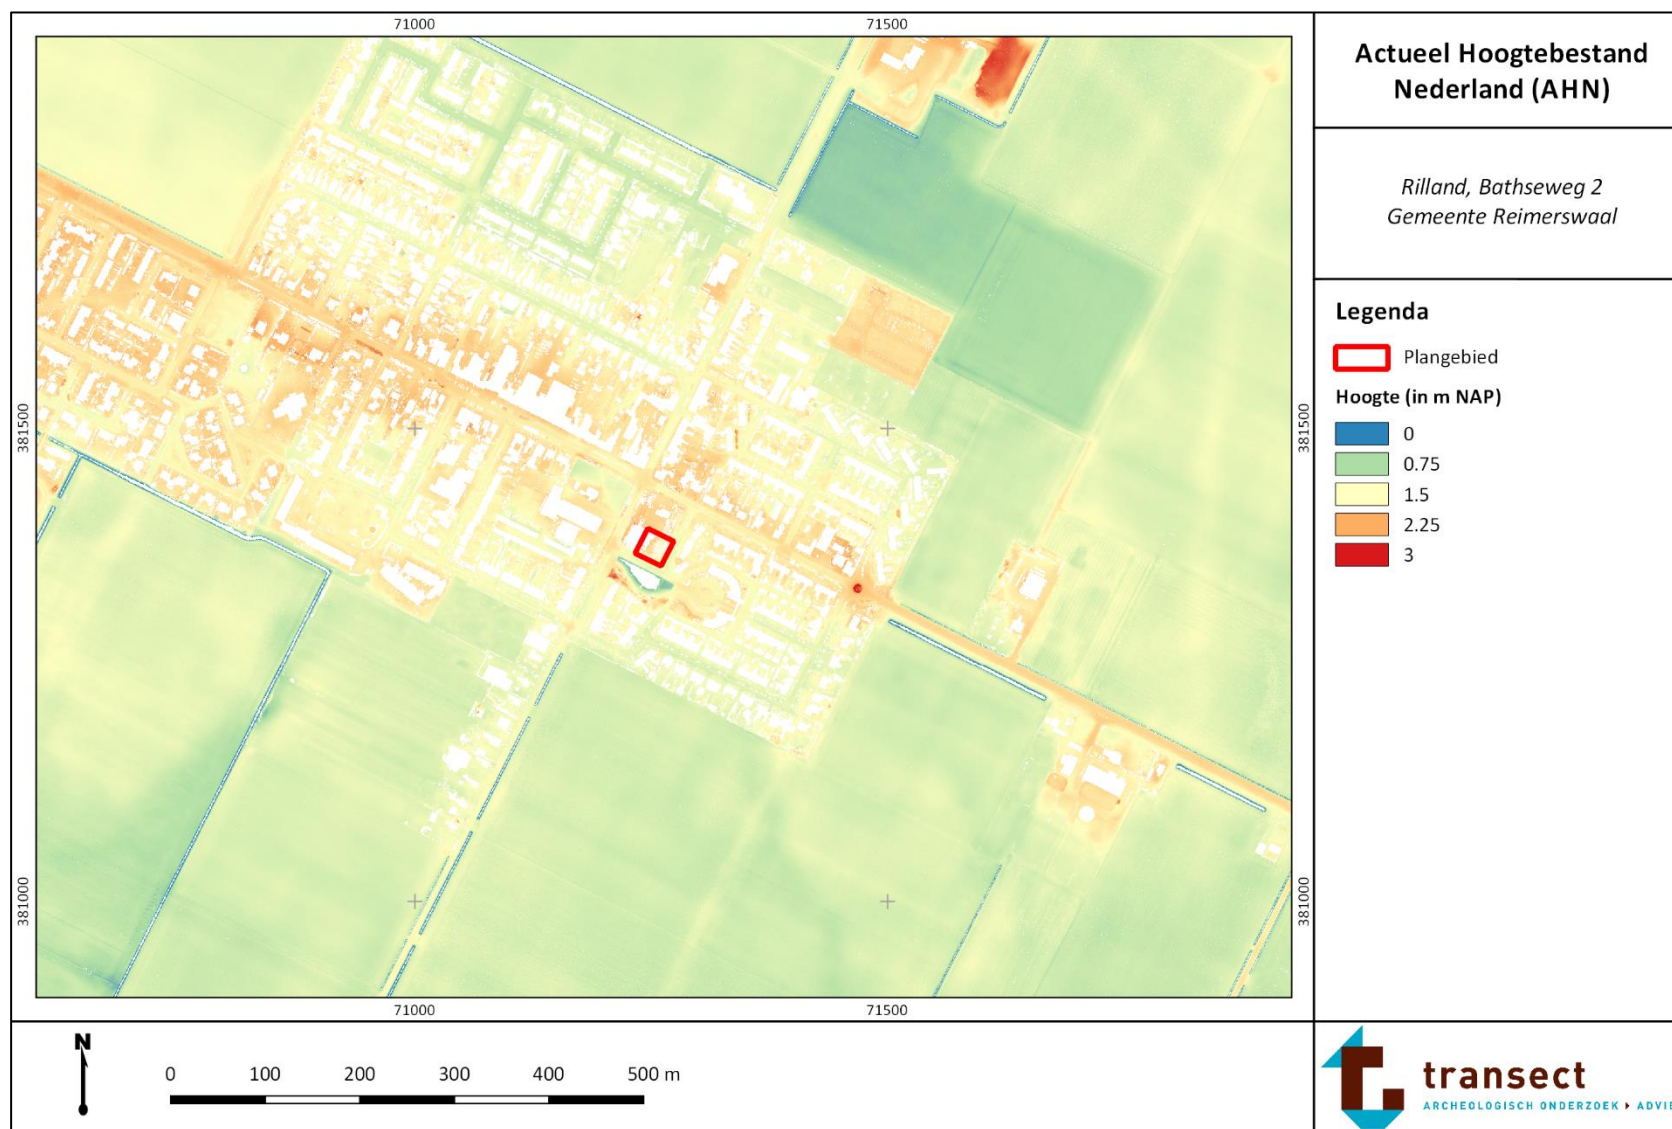 71000
71500
381500
381500
381000
381000
71000
71500
Actueel Hoogtebestand
Nederland (AHN)
Rilland, Bathseweg 2
Gemeente Reimerswaal
Legenda
Plangebied
Hoogte (in m NAP)
0
0.75
1.5
2.25
3
N
0 100 200 300 400 500 m
transect
ARCHEOLOGISCH ONDERZOEK ADVIE